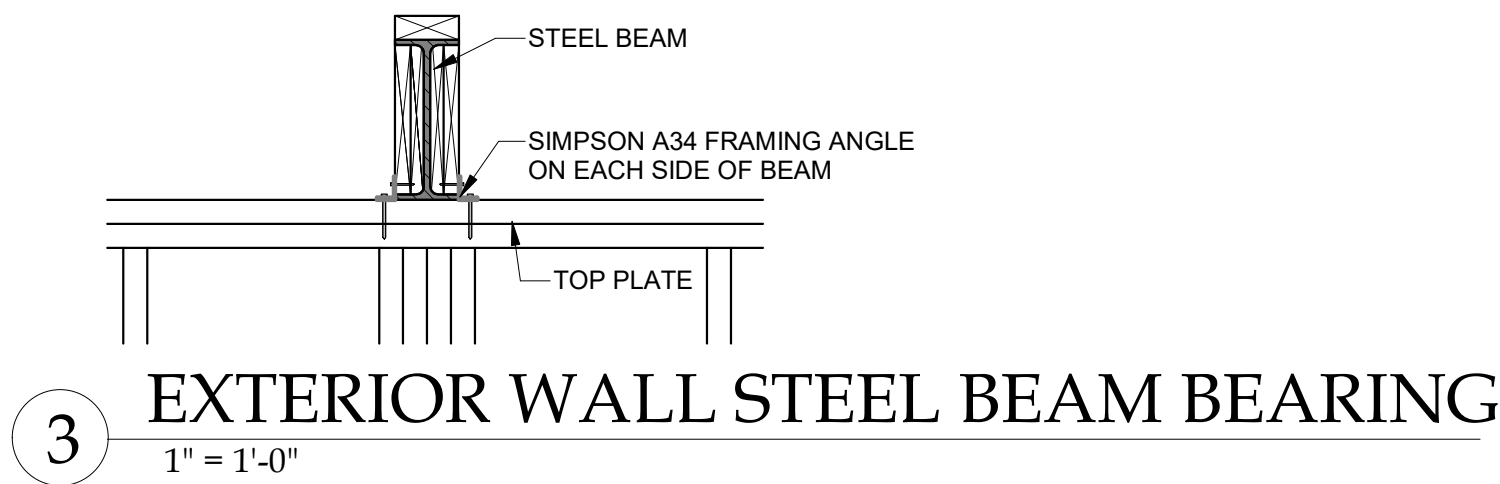 STEEL BEAM
SIMPSON A34 FRAMING ANGLE
ON EACH SIDE OF BEAM
TOP PLATE
3
EXTERIOR WALL STEEL BEAM BEARING
1" = 1'-0"